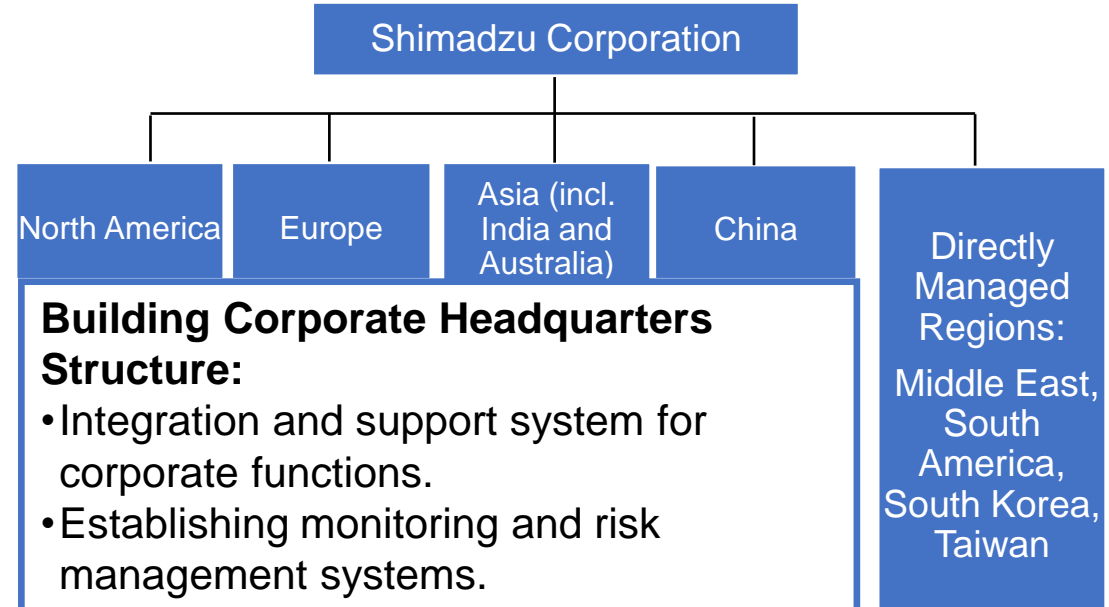 Shimadzu Corporation
North America
Europe
Asia (incl.
India and
Australia)
China
Directly
Managed
Regions:
Middle East,
South
America,
South Korea,
Taiwan
Building Corporate Headquarters
Structure:
•Integration and support system for
corporate functions.
•Establishing monitoring and risk
management systems.